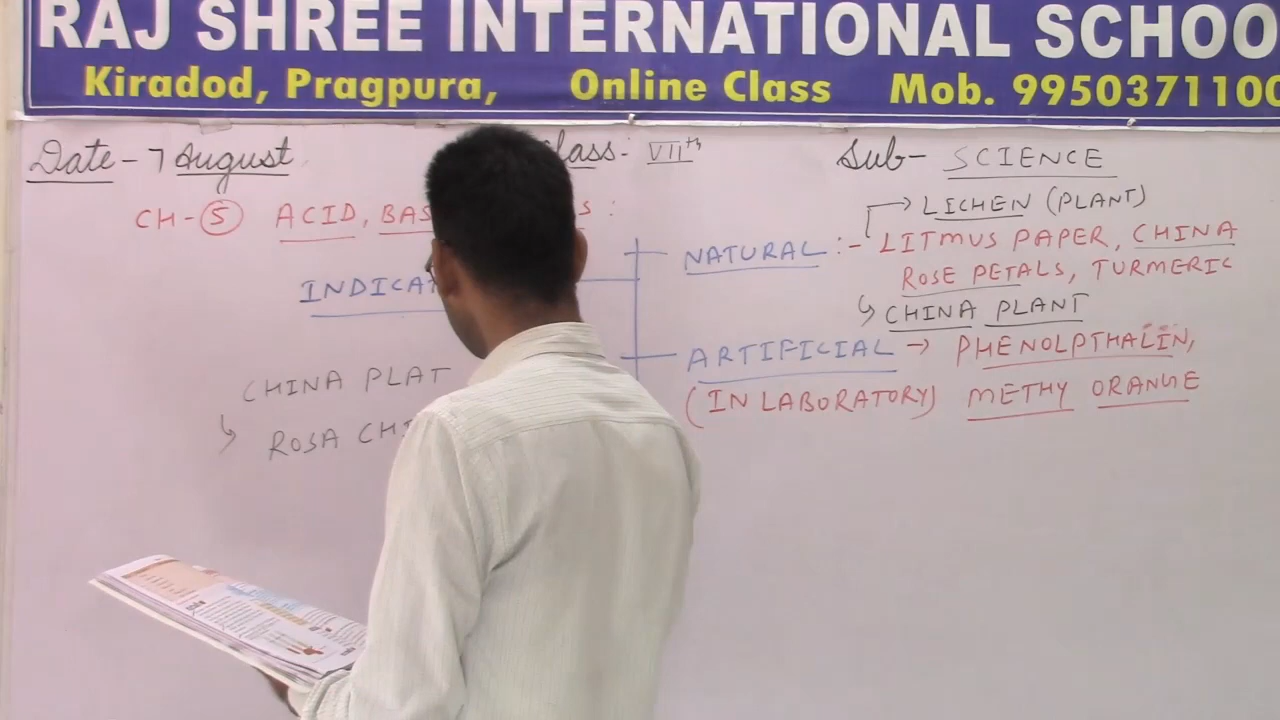 RAJ SHREE INTERNATIONAL SCHOO
Kiradod, Pragpura, Online Class Mob. 9950371100
Date - 7 August Class:- VIIth Sub- SCIENCE
CH- 5 ACID, BAS S :
INDICAT
NATURAL :- LITMUS PAPER, CHINA
LICHEN (PLANT)
ROSE PETALS, TURMERIC
CHINA PLANT
ARTIFICIAL → PHENOLPTHALIN,
(IN LABORATORY) METHY ORANGE
CHINA PLAT
ROSA CHI